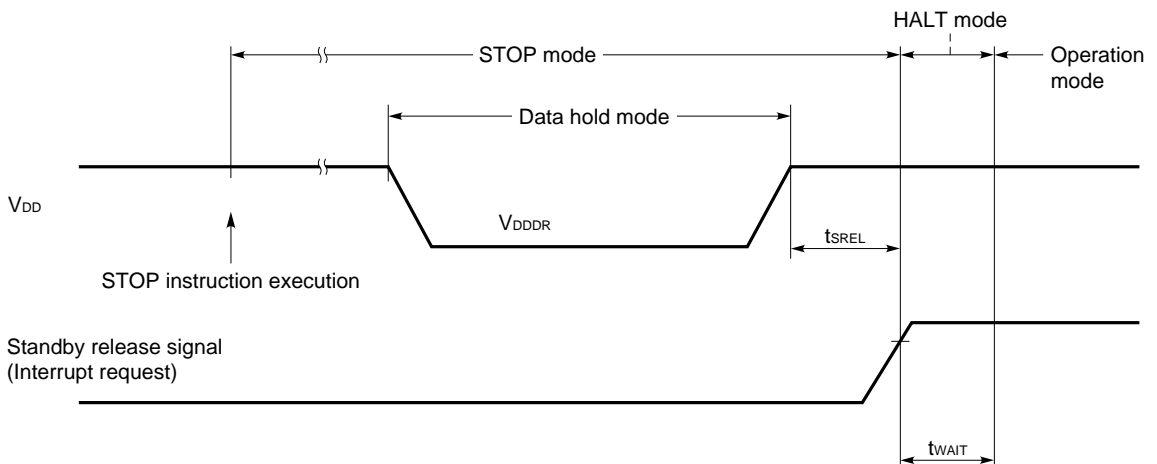 HALT mode
STOP mode
Operation
mode
Data hold mode
VDD
VDDDR
tSREL
STOP instruction execution
Standby release signal
(Interrupt request)
tWAIT